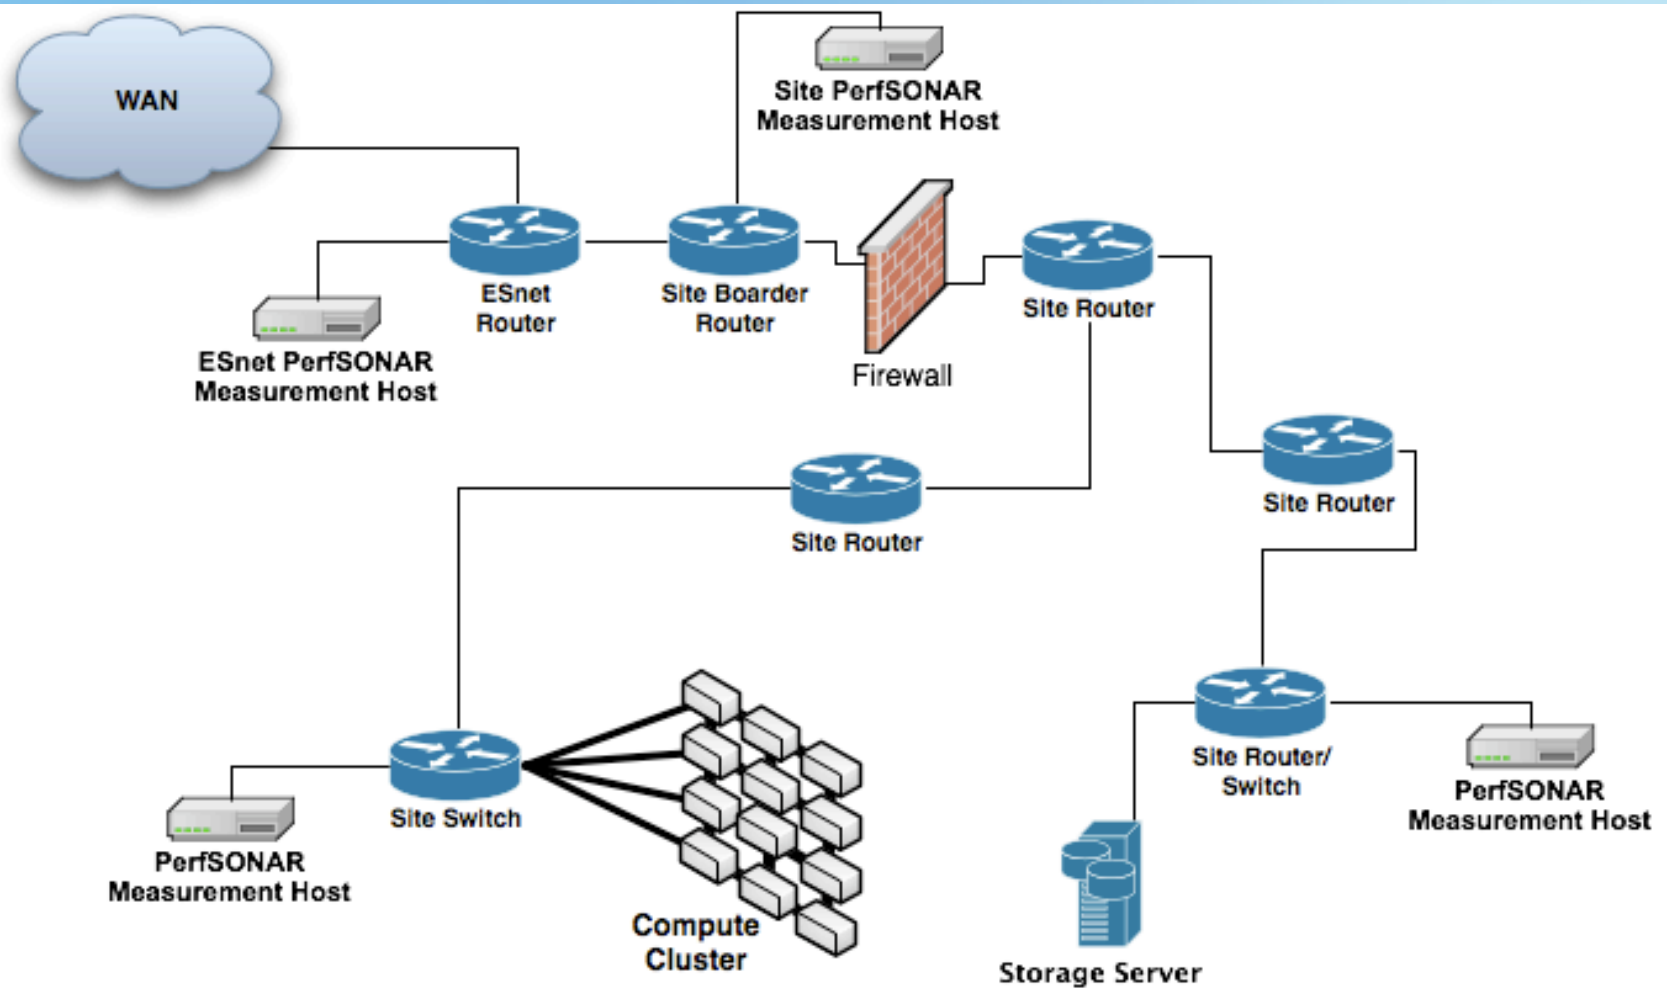 WAN
Site PerfSONAR
Measurement Host
ESnet
Router
Site Boarder
Router
Site Router
ESnet PerfSONAR
Measurement Host
Firewall
Site Router
Site Router
Site Router/
Switch
PerfSONAR
Measurement Host
Site Switch
PerfSONAR
Measurement Host
Compute
Cluster
Storage Server